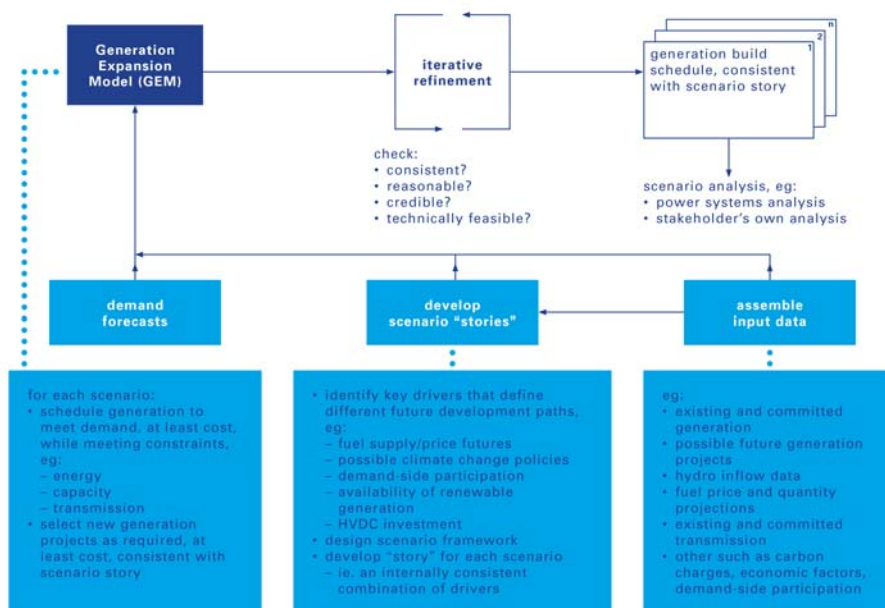 Generation
Expansion
Model (GEM)
iterative
refinement
n
2
1
generation build
schedule, consistent
with scenario story
check:
• consistent?
• reasonable?
• credible?
• technically feasible?
scenario analysis, eg:
• power systems analysis
• stakeholder's own analysis
demand
forecasts
develop
scenario “stories”
assemble
input data
for each scenario:
• schedule generation to
meet demand, at least cost,
while meeting constraints,
eg:
– energy
– capacity
– transmission
• select new generation
projects as required, at
least cost, consistent with
scenario story
• identify key drivers that define
different future development paths,
eg:
– fuel supply/price futures
– possible climate change policies
– demand-side participation
– availability of renewable
generation
– HVDC investment
• design scenario framework
• develop “story” for each scenario
– ie. an internally consistent
combination of drivers
eg:
• existing and committed
generation
• possible future generation
projects
• hydro inflow data
• fuel price and quantity
projections
• existing and committed
transmission
• other such as carbon
charges, economic factors,
demand-side participation